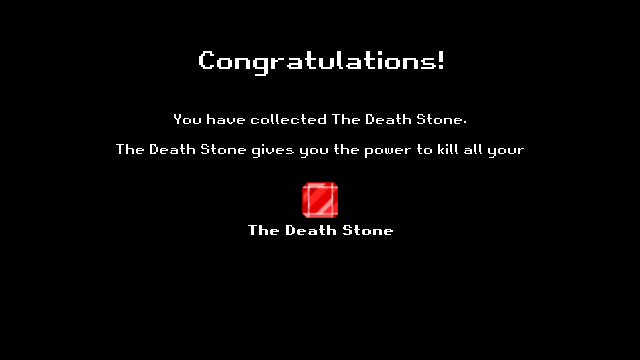 Congratulations!
You have collected The Death Stone.
The Death Stone gives you the power to kill all your
The Death Stone